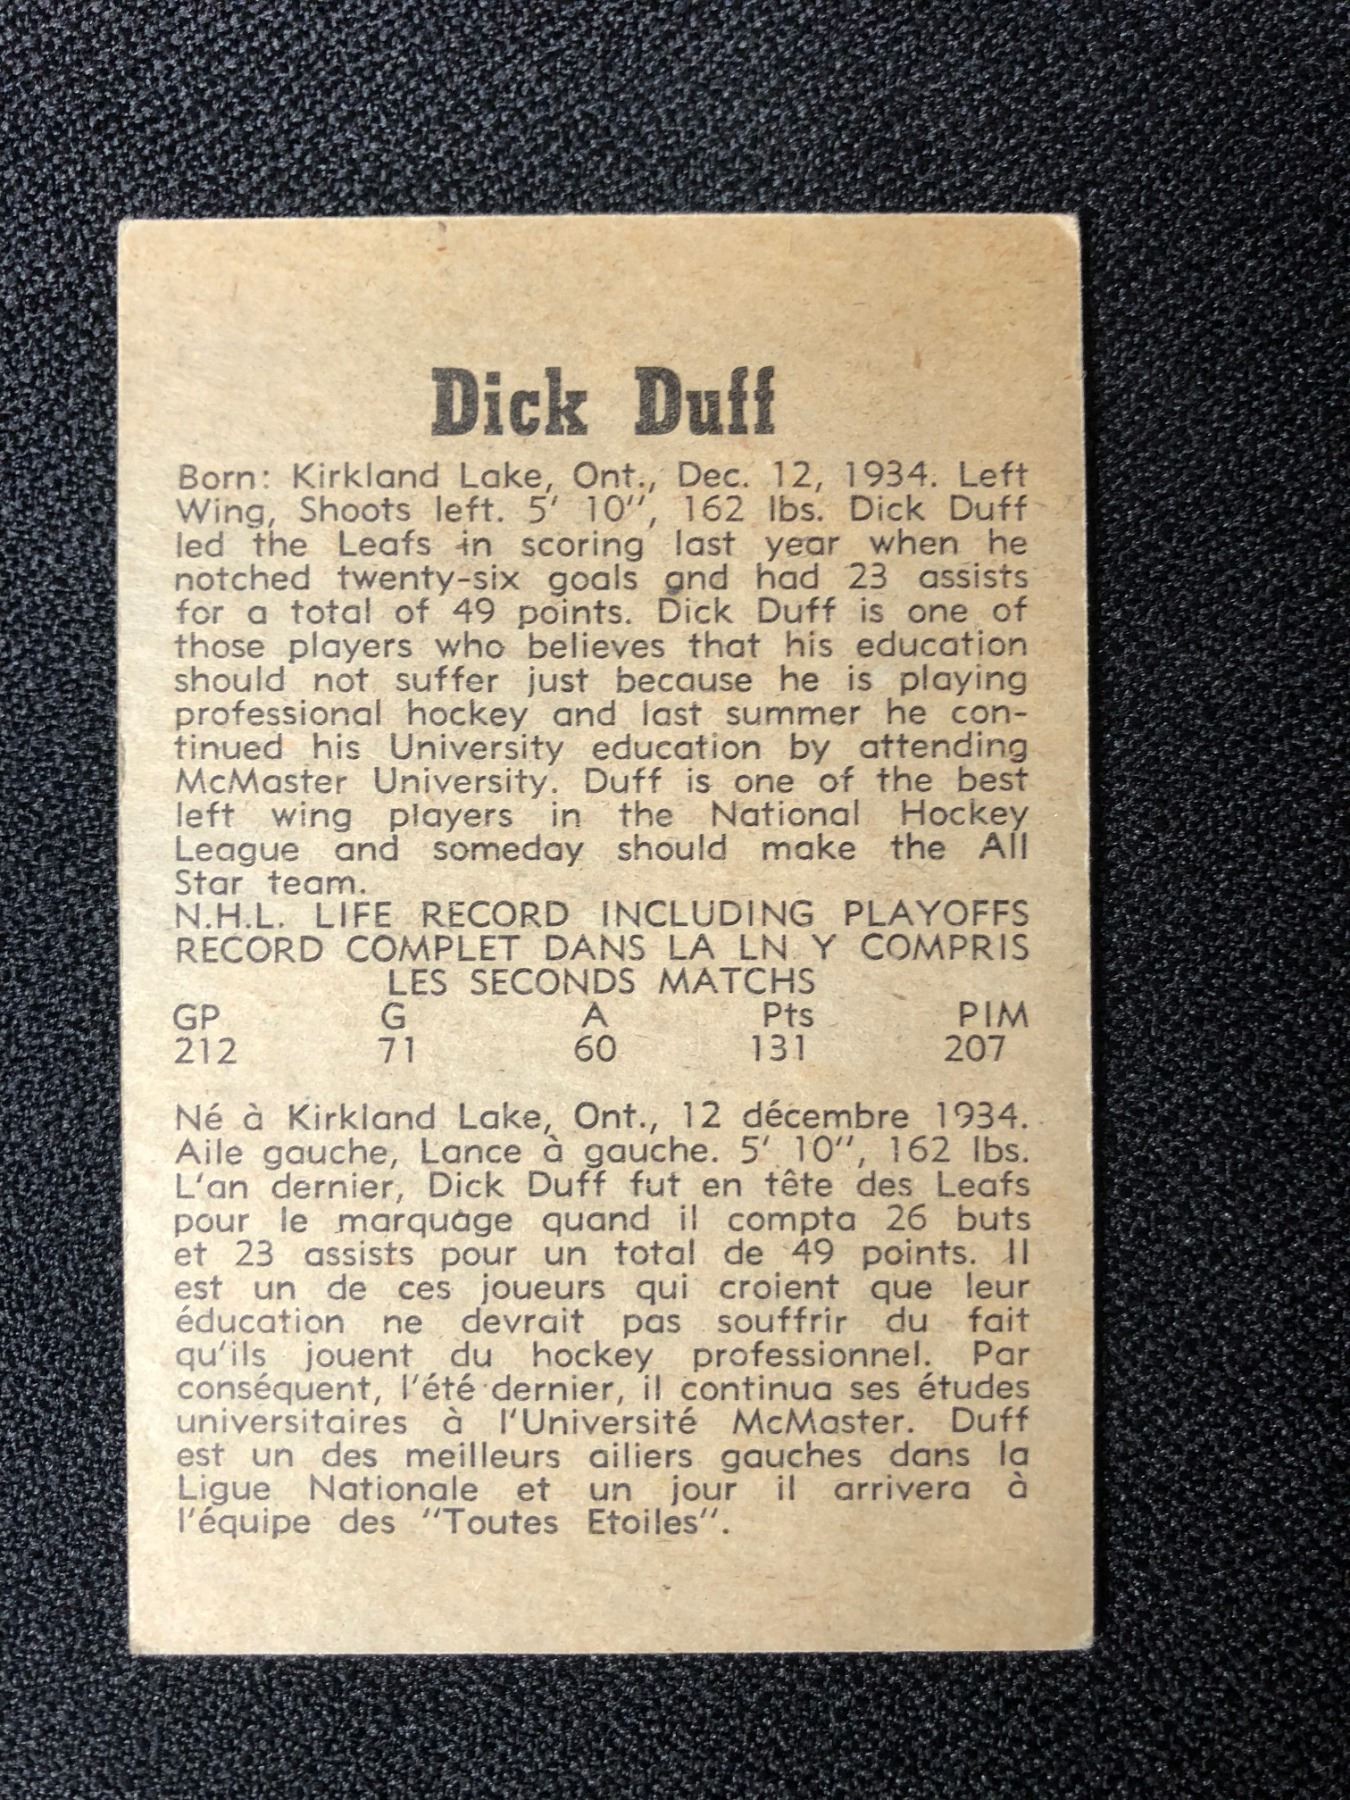 Dick Duff
Born: Kirkland Lake, Ont., Dec. 12, 1934. Left
Wing, Shoots left. 5' 10", 162 lbs. Dick Duff
led the Leafs in scoring last year when he
notched twenty-six goals and had 23 assists
for a total of 49 points. Dick Duff is one of
those players who believes that his education
should not suffer just because he is playing
professional hockey and last summer he con-
tinued his University education by attending
McMaster University. Duff is one of the best
left wing players in the National Hockey
League and someday should make the All
Star team.
N.H.L. LIFE RECORD INCLUDING PLAYOFFS
RECORD COMPLET DANS LA LN Y COMPRIS
LES SECONDS MATCHS
GP G A Pts PIM
212 71 60 131 207
Né à Kirkland Lake, Ont., 12 décembre 1934.
Aile gauche, Lance à gauche. 5' 10", 162 lbs.
L'an dernier, Dick Duff fut en tête des Leafs
pour le marquage quand il compta 26 buts
et 23 assists pour un total de 49 points. Il
est un de ces joueurs qui croient que leur
éducation ne devrait pas souffrir du fait
qu'ils jouent du hockey professionnel. Par
conséquent, l'été dernier, il continua ses études
universitaires à l'Université McMaster. Duff
est un des meilleurs ailiers gauches dans la
Ligue Nationale et un jour il arrivera à
l'équipe des "Toutes Etoiles".